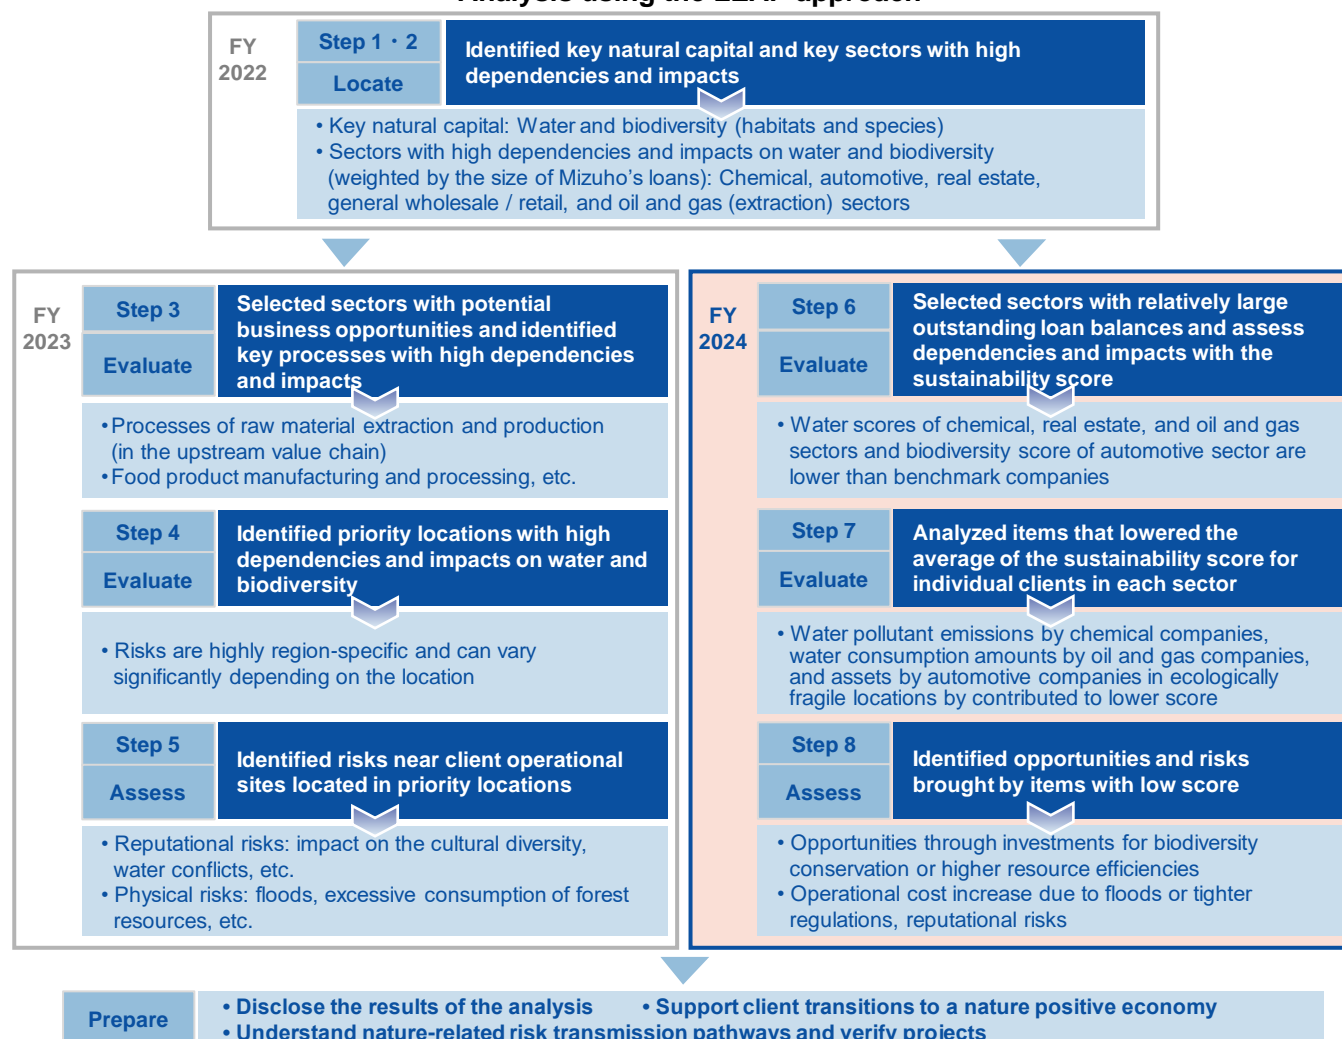 Analysis using the LEAP approach
FY
2022
Step 1・2
Locate
Identified key natural capital and key sectors with high
dependencies and impacts
• Key natural capital: Water and biodiversity (habitats and species)
• Sectors with high dependencies and impacts on water and biodiversity
(weighted by the size of Mizuho's loans): Chemical, automotive, real estate,
general wholesale / retail, and oil and gas (extraction) sectors
FY
2023
Step 3
Evaluate
Selected sectors with potential
business opportunities and identified
key processes with high dependencies
and impacts
•Processes of raw material extraction and production
(in the upstream value chain)
•Food product manufacturing and processing, etc.
Step 4
Evaluate
Identified priority locations with high
dependencies and impacts on water and
biodiversity
• Risks are highly region-specific and can vary
significantly depending on the location
Step 5
Assess
Identified risks near client operational
sites located in priority locations
• Reputational risks: impact on the cultural diversity,
water conflicts, etc.
• Physical risks: floods, excessive consumption of forest
resources, etc.
FY
2024
Step 6
Evaluate
Selected sectors with relatively large
outstanding loan balances and assess
dependencies and impacts with the
sustainability score
• Water scores of chemical, real estate, and oil and gas
sectors and biodiversity score of automotive sector are
lower than benchmark companies
Step 7
Evaluate
Analyzed items that lowered the
average of the sustainability score for
individual clients in each sector
• Water pollutant emissions by chemical companies,
water consumption amounts by oil and gas companies,
and assets by automotive companies in ecologically
fragile locations by contributed to lower score
Step 8
Assess
Identified opportunities and risks
brought by items with low score
• Opportunities through investments for biodiversity
conservation or higher resource efficiencies
• Operational cost increase due to floods or tighter
regulations, reputational risks
Prepare
• Disclose the results of the analysis • Support client transitions to a nature positive economy
• Understand nature-related risk transmission pathways and verify projects